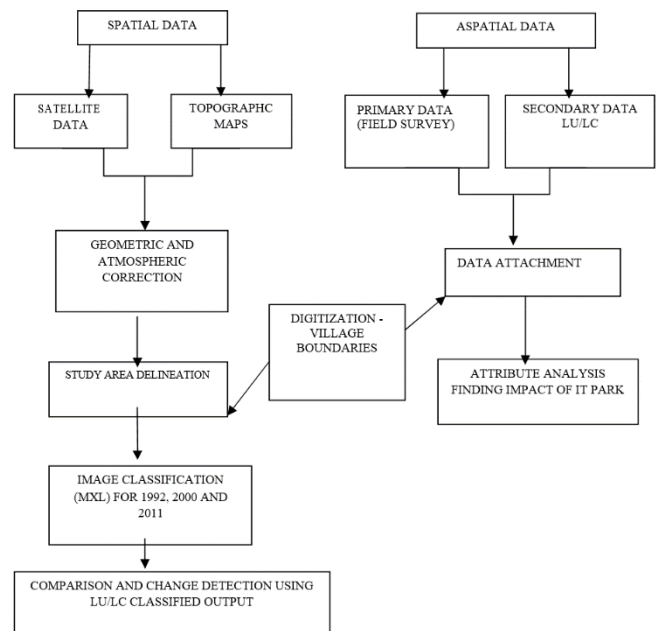 SPATIAL DATA
ASPATIAL DATA
SATELLITE
DATA
TOPOGRAPHC
MAPS
PRIMARY DATA
(FIELD SURVEY)
SECONDARY DATA
LU/LC
GEOMETRIC AND
ATMOSPHERIC
CORRECTION
DATA ATTACHMENT
DIGITIZATION -
VILLAGE
BOUNDARIES
STUDY AREA DELINEATION
ATTRIBUTE ANALYSIS
FINDING IMPACT OF IT PARK
IMAGE CLASSIFICATION
(MXL) FOR 1992, 2000 AND
2011
COMPARISON AND CHANGE DETECTION USING
LU/LC CLASSIFIED OUTPUT